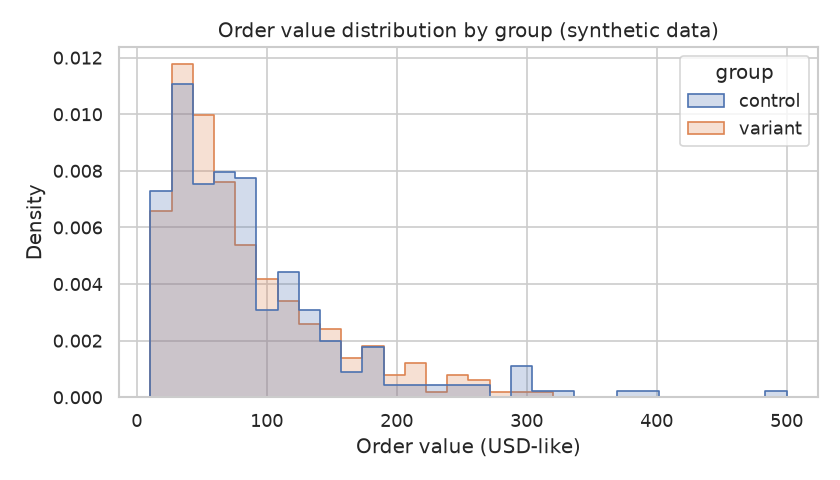 Order value distribution by group (synthetic data)
group
control
variant
Density
0.012
0.010
0.008
0.006
0.004
0.002
0.000
0 100 200 300 400 500
Order value (USD-like)